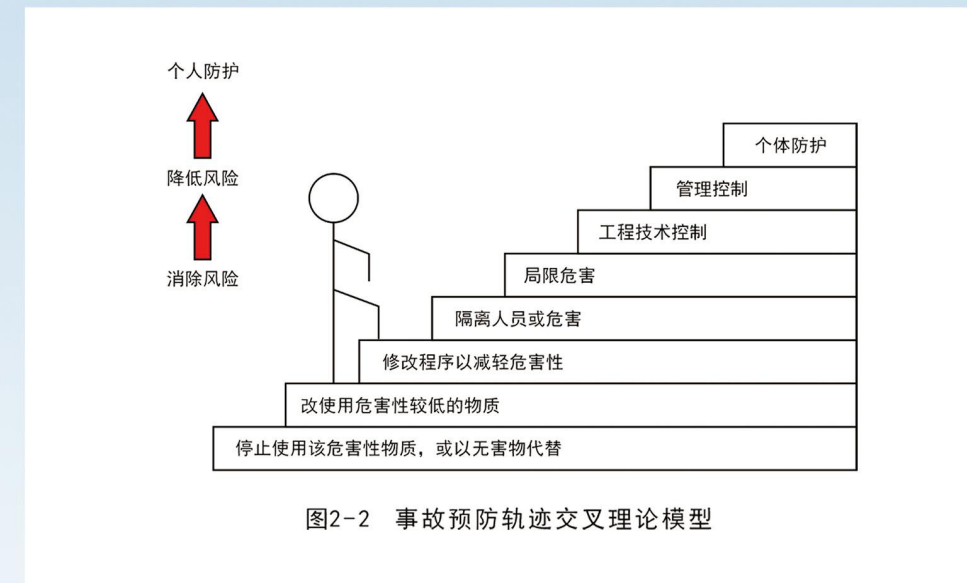 个人防护
降低风险
消除风险
个体防护
管理控制
工程技术控制
局限危害
隔离人员或危害
修改程序以减轻危害性
改使用危害性较低的物质
停止使用该危害性物质，或以无害物代替
图2-2 事故预防轨迹交叉理论模型